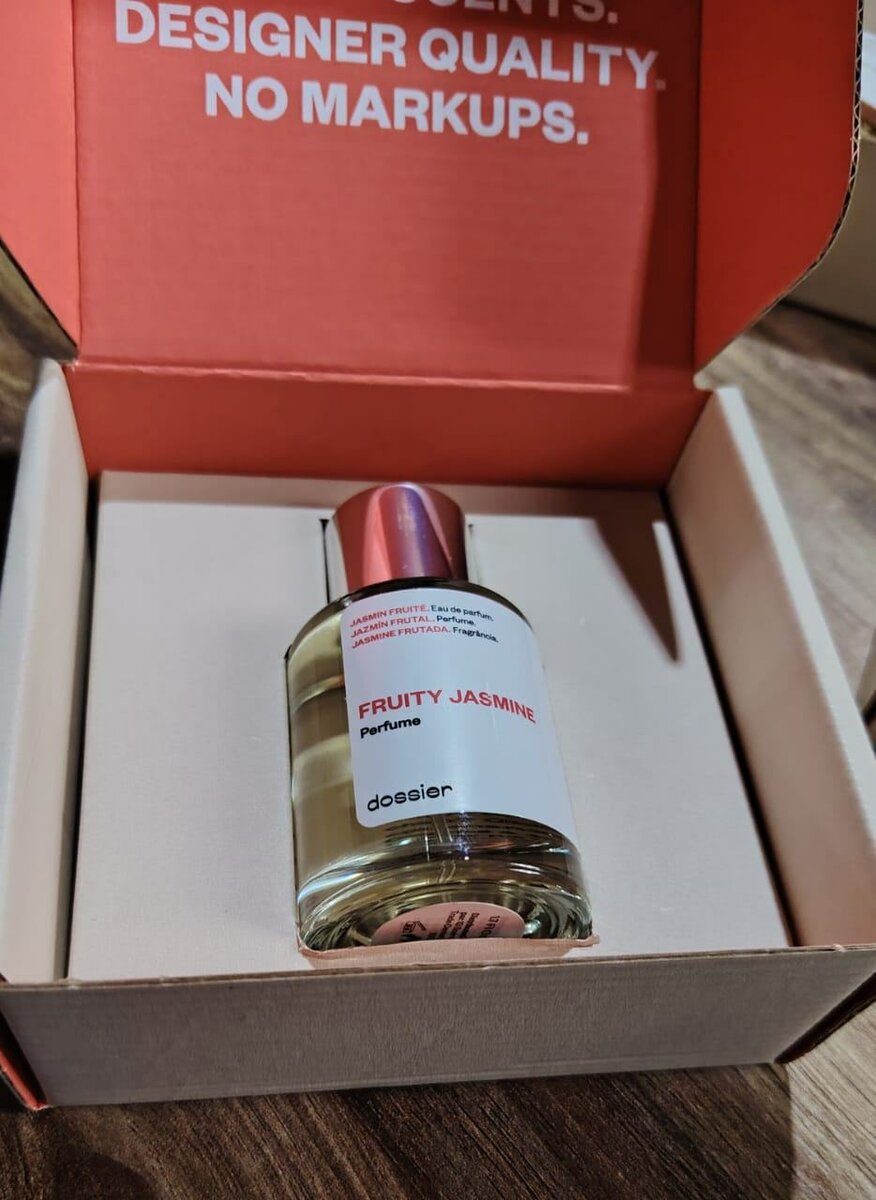 SCENTS.
DESIGNER QUALITY.
NO MARKUPS.
JASMIN FRUITÉ. Eau de parfum.
JAZMÍN FRUTAL. Perfume.
JASMINE FRUTADA. Fragrância.
FRUITY JASMINE
Perfume
dossier